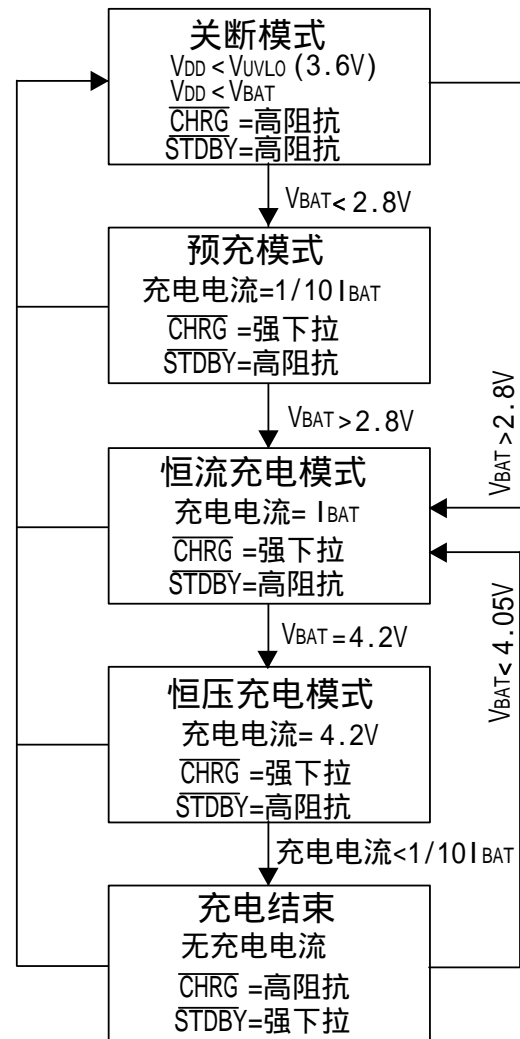 关断模式
VDD < VUVLO (3.6V)
VDD < VBAT
CHRG =高阻抗
STDBY=高阻抗
VBAT< 2.8V
预充模式
充电电流=1/10IBAT
CHRG =强下拉
STDBY=高阻抗
VBAT >2.8V
VBAT>2.8V
恒流充电模式
充电电流= IBAT
CHRG =强下拉
STDBY=高阻抗
VBAT =4.2V
VBAT< 4.05V
恒压充电模式
充电电流= 4.2V
CHRG =强下拉
STDBY=高阻抗
充电电流<1/10IBAT
充电结束
无充电电流
CHRG =高阻抗
STDBY=强下拉